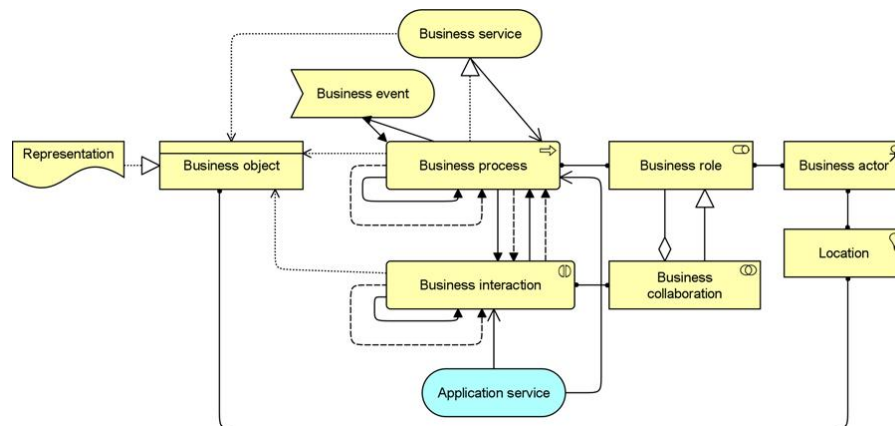 Business service
Business event
Representation
Business object
Business process
Business role
Business actor
Location
Business interaction
Business
collaboration
Application service